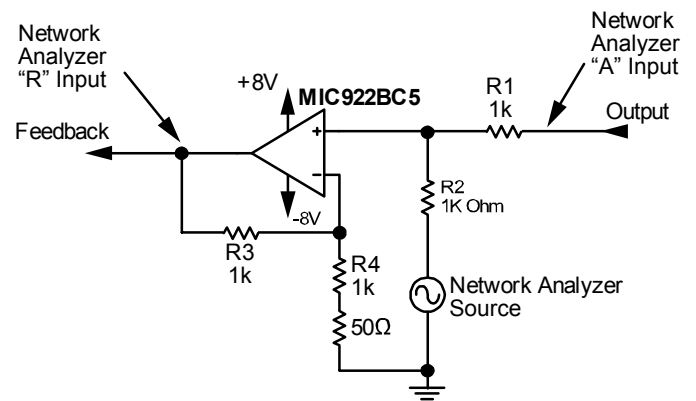 Network
Analyzer
“R” Input
Network
Analyzer
“A” Input
+8V
MIC922BC5
R1
1k
Output
Feedback
+
R2
1K Ohm
-8V
R3
1k
R4
1k
Network Analyzer
Source
50Ω